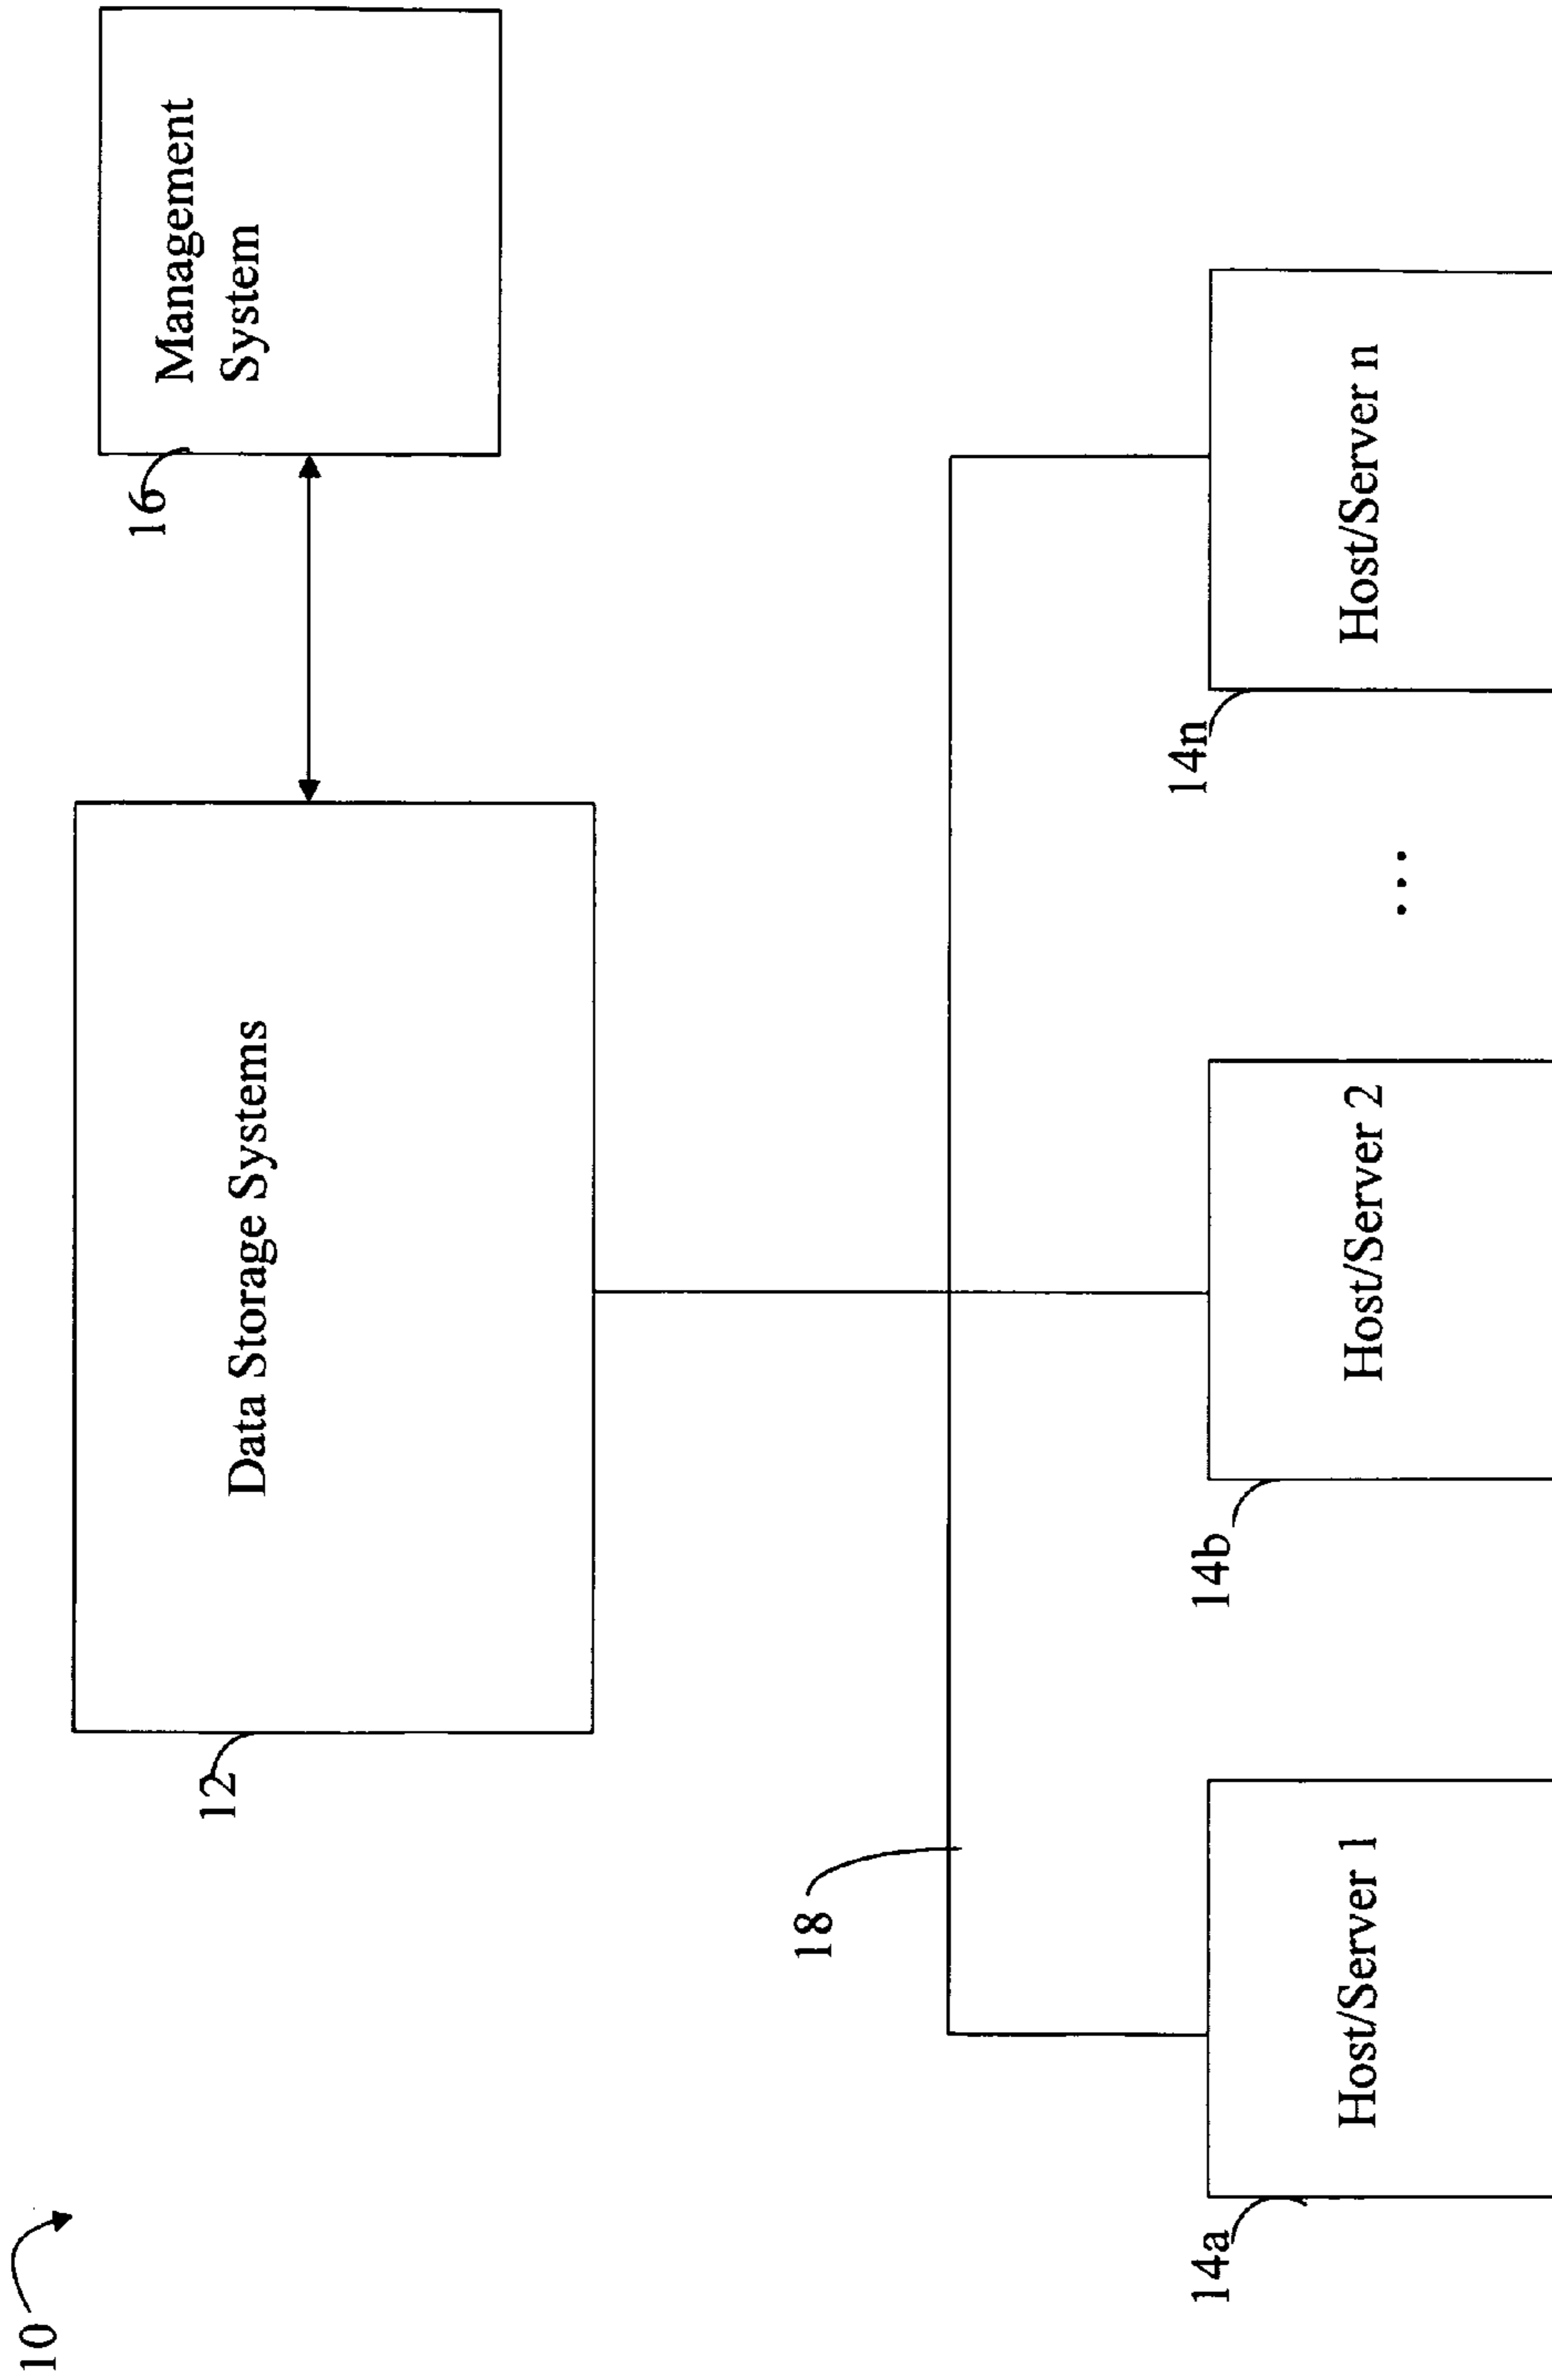 10
12
Data Storage Systems
16
Management
System
18
14a
Host/Server 1
14b
Host/Server 2
...
14n
Host/Server n